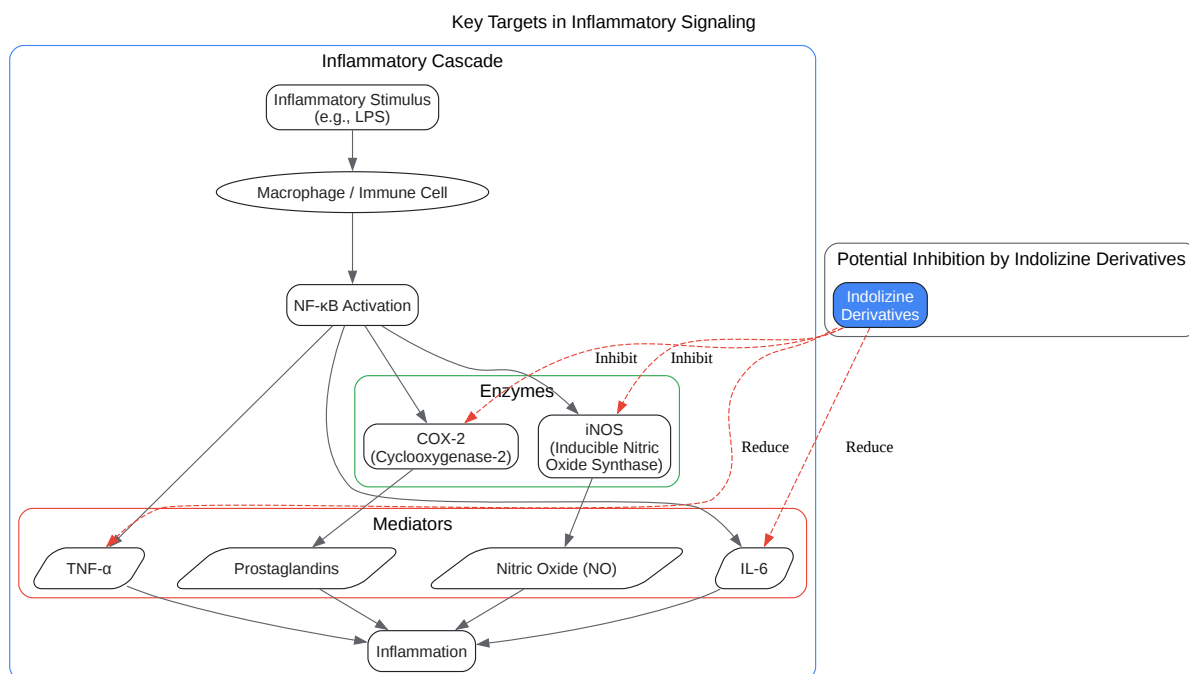 Key Targets in Inflammatory Signaling
Inflammatory Cascade
Inflammatory Stimulus
(e.g., LPS)
Macrophage / Immune Cell
Potential Inhibition by Indolizine Derivatives
Indolizine
Derivatives
NF-κB Activation
Inhibit
Inhibit
Enzymes
COX-2
(Cyclooxygenase-2)
iNOS
(Inducible Nitric
Oxide Synthase)
Reduce
Reduce
Mediators
TNF-α
Prostaglandins
Nitric Oxide (NO)
IL-6
Inflammation